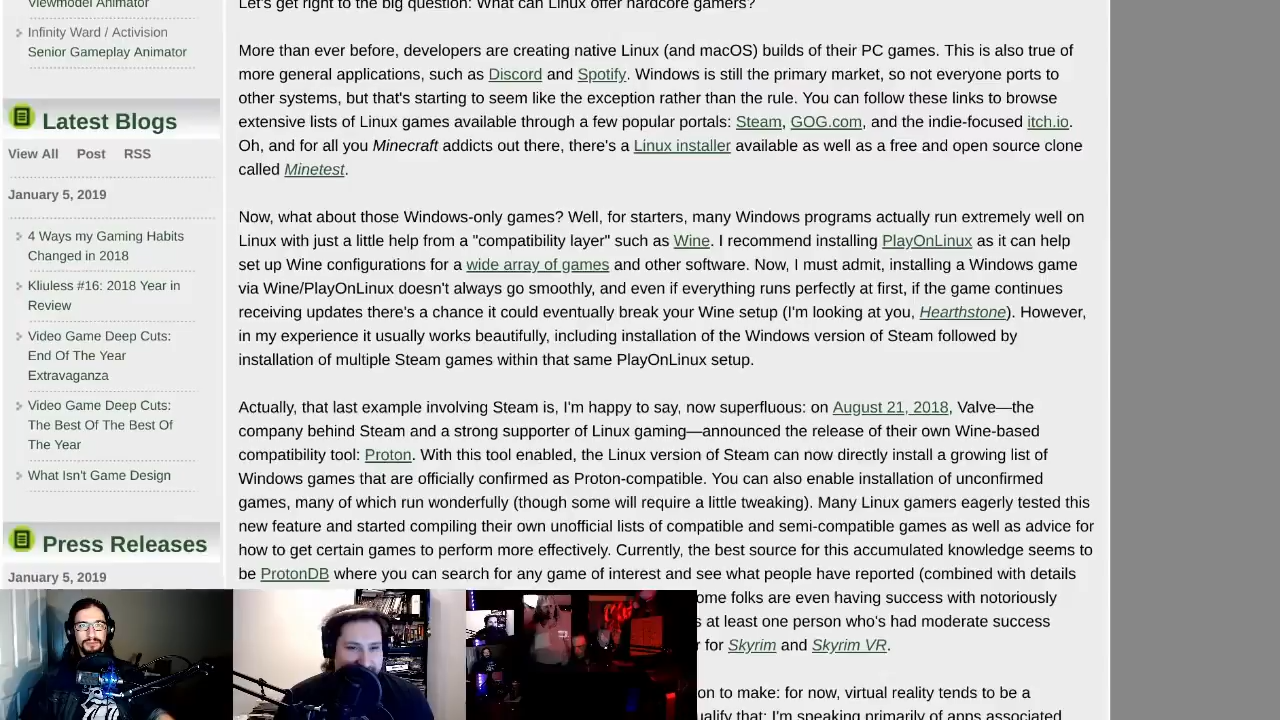 Viewmodel Animator
Infinity Ward / Activision
Senior Gameplay Animator
Latest Blogs
View All Post RSS
January 5, 2019
4 Ways my Gaming Habits
Changed in 2018
Kliuless #16: 2018 Year in
Review
Video Game Deep Cuts:
End Of The Year
Extravaganza
Video Game Deep Cuts:
The Best Of The Best Of
The Year
What Isn't Game Design
Press Releases
January 5, 2019
Let's get right to the big question: What can Linux offer hardcore gamers?
More than ever before, developers are creating native Linux (and macOS) builds of their PC games. This is also true of
more general applications, such as Discord and Spotify. Windows is still the primary market, so not everyone ports to
other systems, but that's starting to seem like the exception rather than the rule. You can follow these links to browse
extensive lists of Linux games available through a few popular portals: Steam, GOG.com, and the indie-focused itch.io.
Oh, and for all you Minecraft addicts out there, there's a Linux installer available as well as a free and open source clone
called Minetest.
Now, what about those Windows-only games? Well, for starters, many Windows programs actually run extremely well on
Linux with just a little help from a "compatibility layer" such as Wine. I recommend installing PlayOnLinux as it can help
set up Wine configurations for a wide array of games and other software. Now, I must admit, installing a Windows game
via Wine/PlayOnLinux doesn't always go smoothly, and even if everything runs perfectly at first, if the game continues
receiving updates there's a chance it could eventually break your Wine setup (I'm looking at you, Hearthstone). However,
in my experience it usually works beautifully, including installation of the Windows version of Steam followed by
installation of multiple Steam games within that same PlayOnLinux setup.
Actually, that last example involving Steam is, I'm happy to say, now superfluous: on August 21, 2018, Valve—the
company behind Steam and a strong supporter of Linux gaming—announced the release of their own Wine-based
compatibility tool: Proton. With this tool enabled, the Linux version of Steam can now directly install a growing list of
Windows games that are officially confirmed as Proton-compatible. You can also enable installation of unconfirmed
games, many of which run wonderfully (though some will require a little tweaking). Many Linux gamers eagerly tested this
new feature and started compiling their own unofficial lists of compatible and semi-compatible games as well as advice for
how to get certain games to perform more effectively. Currently, the best source for this accumulated knowledge seems to
be ProtonDB where you can search for any game of interest and see what people have reported (combined with details
ome folks are even having success with notoriously
s at least one person who's had moderate success
r for Skyrim and Skyrim VR.
on to make: for now, virtual reality tends to be a
ualify that: I'm speaking primarily of apps associated